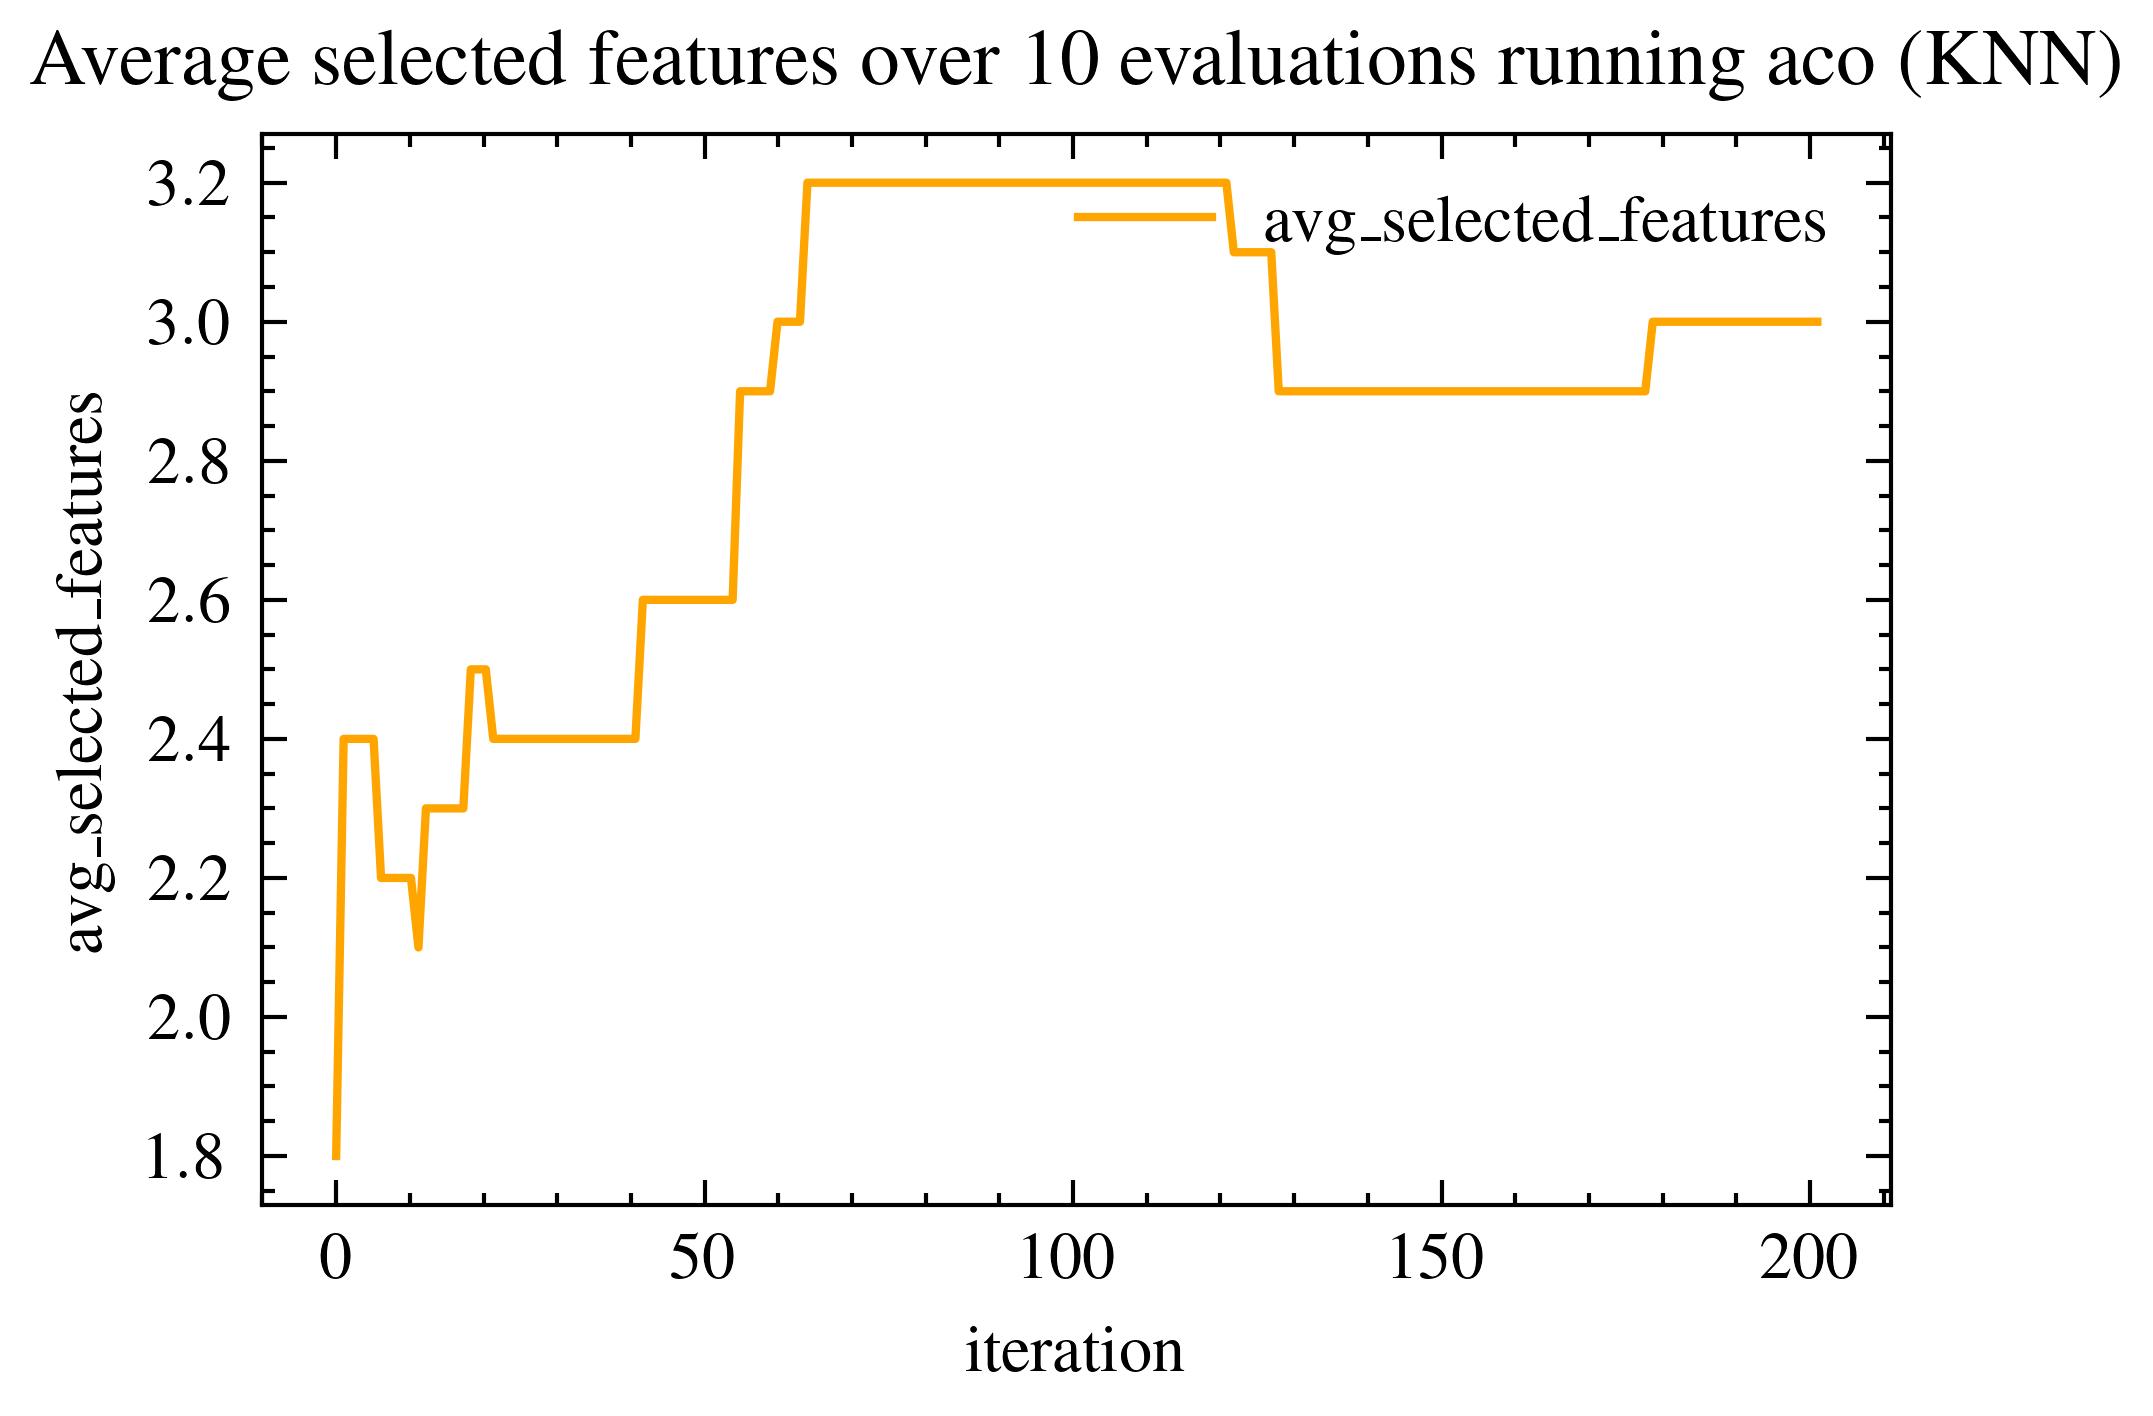 Average selected features over 10 evaluations running aco (KNN)
avg_selected_features
3.2
3.0
2.8
2.6
2.4
2.2
2.0
1.8
avg_selected_features
0 50 100 150 200
iteration